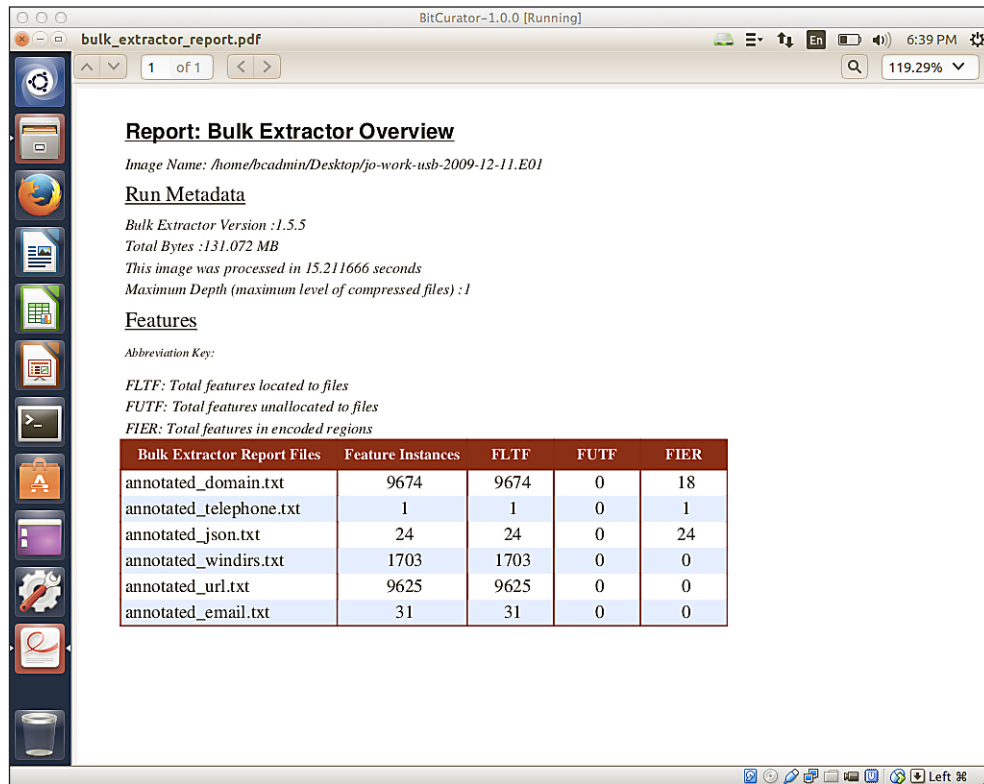 BitCurator-1.0.0 [Running]
bulk_extractor_report.pdf En 6:39 PM
1 of 1 119.29%
Report: Bulk Extractor Overview
Image Name: /home/bcadmin/Desktop/jo-work-usb-2009-12-11.E01
Run Metadata
Bulk Extractor Version :1.5.5
Total Bytes :131.072 MB
This image was processed in 15.211666 seconds
Maximum Depth (maximum level of compressed files) :1
Features
Abbreviation Key:
FLTF: Total features located to files
FUTF: Total features unallocated to files
FIER: Total features in encoded regions
Bulk Extractor Report Files Feature Instances FLTF FUTF FIER
annotated_domain.txt 9674 9674 0 18
annotated_telephone.txt 1 1 0 1
annotated_json.txt 24 24 0 24
annotated_windirs.txt 1703 1703 0 0
annotated_url.txt 9625 9625 0 0
annotated_email.txt 31 31 0 0
Left ⌘